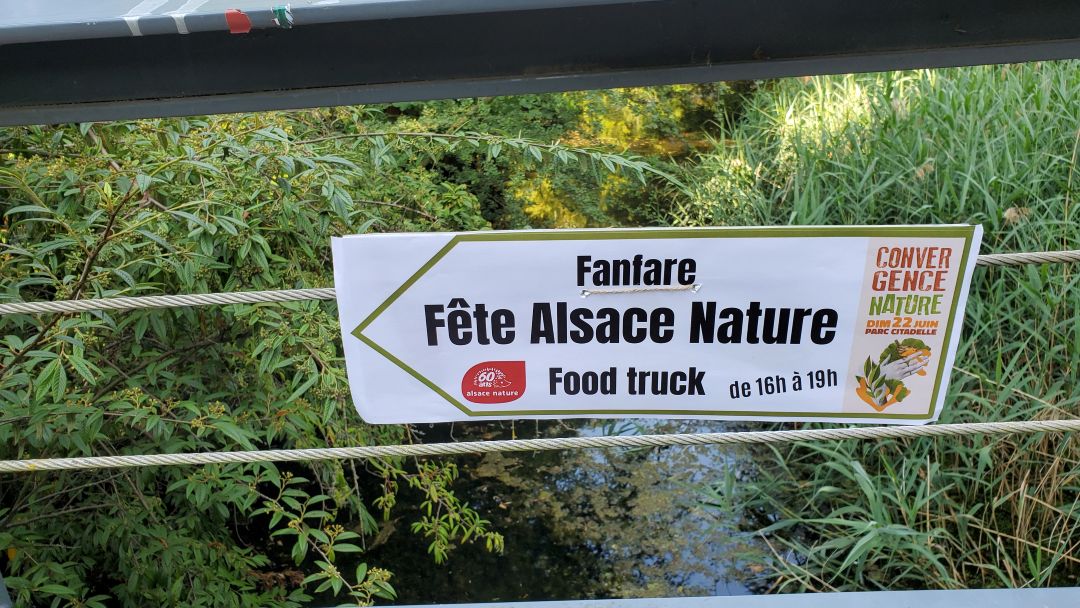 Fanfare
Fête Alsace Nature
Food truck de 16h à 19h
60
ans
alsace nature
CONVER
GENCE
NATURE
DIM 22 JUIN
PARC CITADELLE